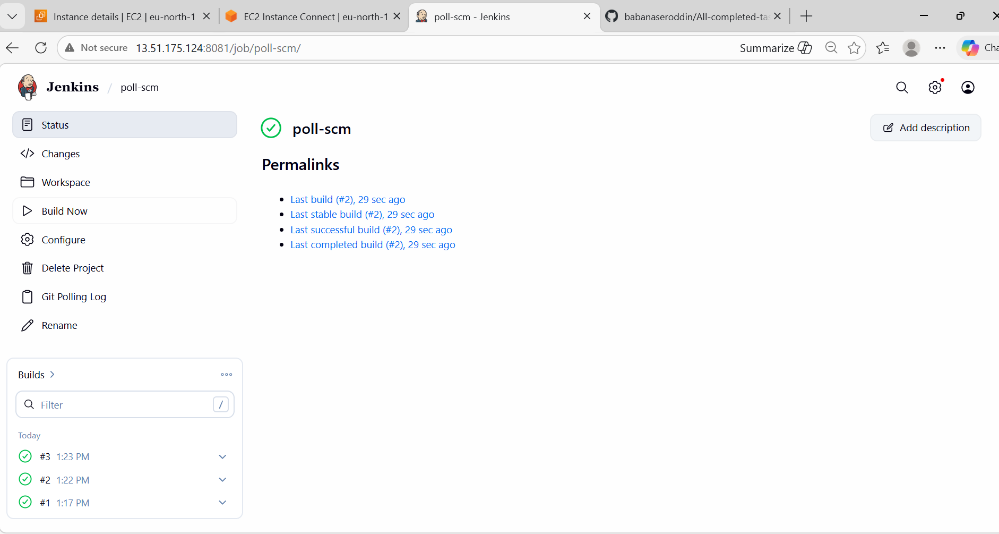 Instance details | EC2 | eu-north-1
EC2 Instance Connect | eu-north-1
poll-scm - Jenkins
babanaseroddin/All-completed-tas
Not secure 13.51.175.124:8081/job/poll-scm/
Summarize
Cha
Jenkins / poll-scm
Status
Changes
Workspace
Build Now
Configure
Delete Project
Git Polling Log
Rename
poll-scm
Add description
Permalinks
Last build (#2), 29 sec ago
Last stable build (#2), 29 sec ago
Last successful build (#2), 29 sec ago
Last completed build (#2), 29 sec ago
Builds
Filter /
Today
#3 1:23 PM
#2 1:22 PM
#1 1:17 PM